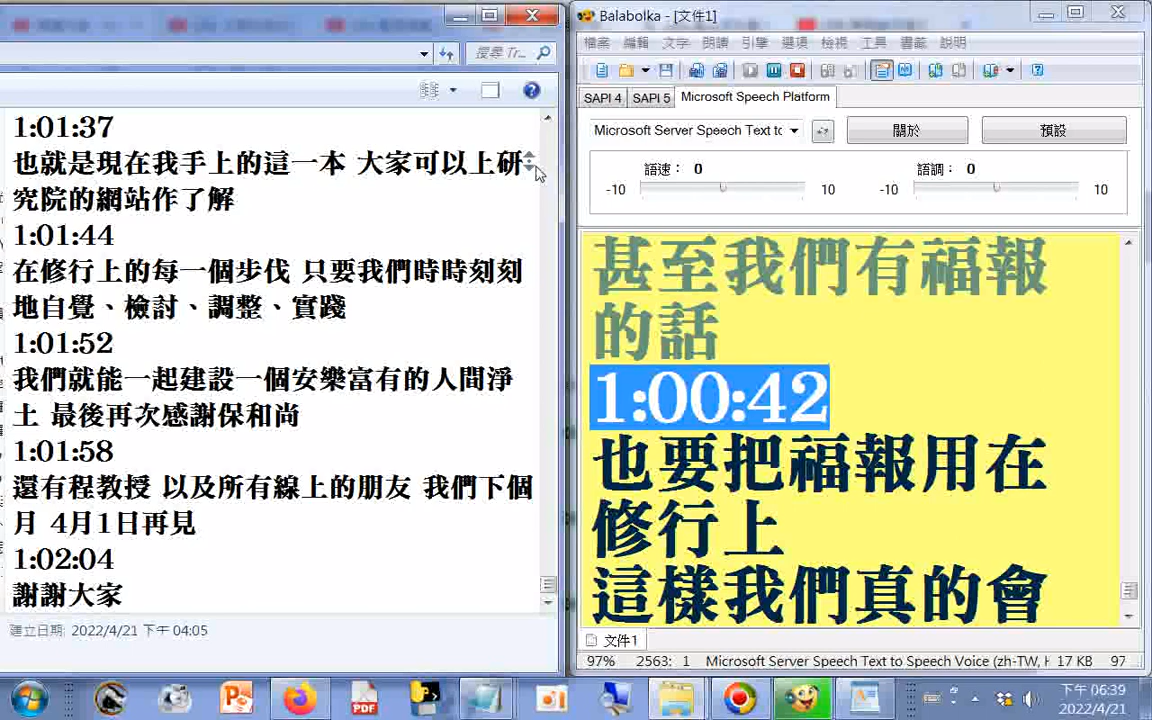 搜尋 Tr...
1:01:37
也就是現在我手上的這一本 大家可以上研
究院的網站作了解
1:01:44
在修行上的每一個步伐 只要我們時時刻刻
地自覺、檢討、調整、實踐
1:01:52
我們就能一起建設一個安樂富有的人間淨
土 最後再次感謝保和尚
1:01:58
還有程教授 以及所有線上的朋友 我們下個
月 4月1日再見
1:02:04
謝謝大家
建立日期: 2022/4/21 下午 04:05
Balabolka - [文件1]
檔案 編輯 文字 朗讀 引擎 選項 檢視 工具 書籤 說明
SAPI 4 SAPI 5 Microsoft Speech Platform
Microsoft Server Speech Text to
關於 預設
語速： 0 語調： 0
-10 10 -10 10
甚至我們有福報
的話
1:00:42
也要把福報用在
修行上
這樣我們真的會
文件1
97% 2563: 1 Microsoft Server Speech Text to Speech Voice (zh-TW, H 17 KB 97
下午 06:39
2022/4/21